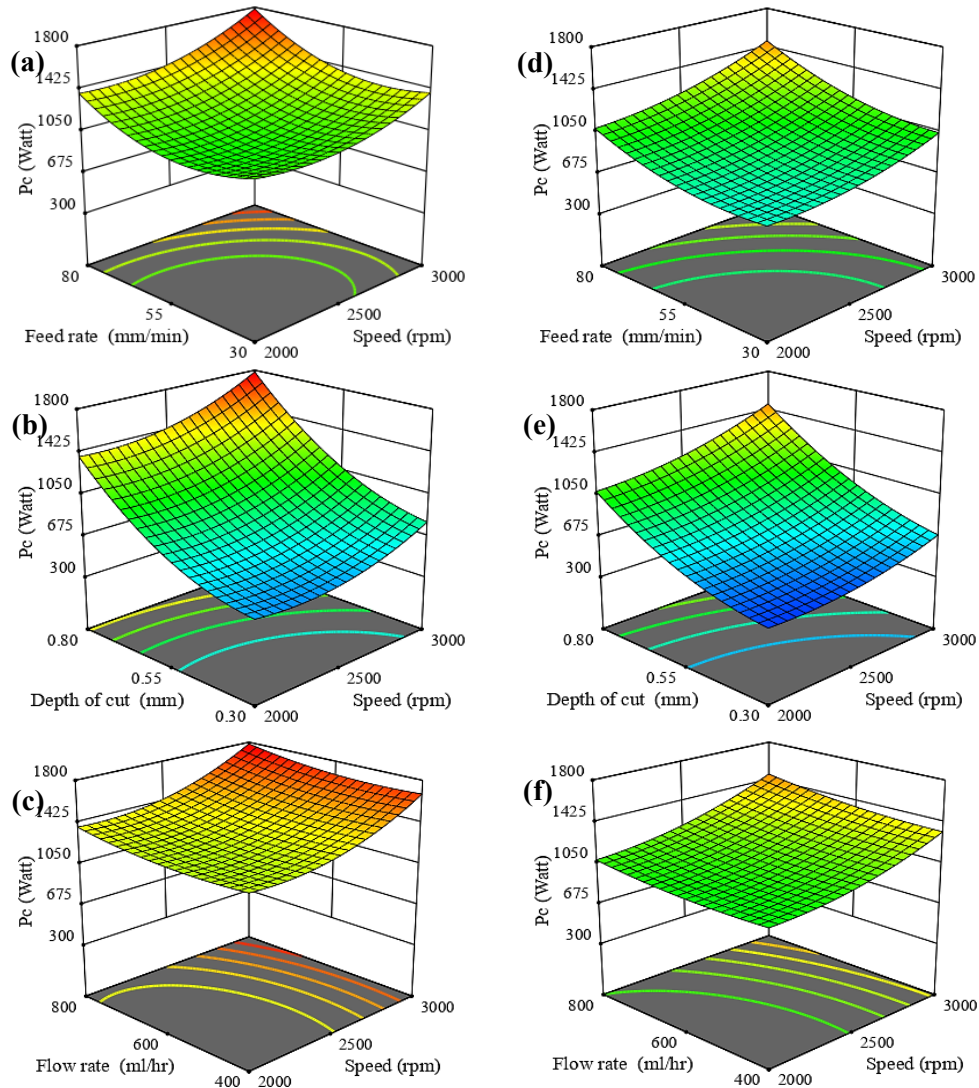 (a)
1800
1425
1050
675
300
Pc (Watt)
80
55
30
Feed rate (mm/min)
2000
2500
3000
Speed (rpm)
(d)
1800
1425
1050
675
300
Pc (Watt)
80
55
30
Feed rate (mm/min)
2000
2500
3000
Speed (rpm)
(b)
1800
1425
1050
675
300
Pc (Watt)
0.80
0.55
0.30
Depth of cut (mm)
2000
2500
3000
Speed (rpm)
(e)
1800
1425
1050
675
300
Pc (Watt)
0.80
0.55
0.30
Depth of cut (mm)
2000
2500
3000
Speed (rpm)
(c)
1800
1425
1050
675
300
Pc (Watt)
800
600
400
Flow rate (ml/hr)
2000
2500
3000
Speed (rpm)
(f)
1800
1425
1050
675
300
Pc (Watt)
800
600
400
Flow rate (ml/hr)
2000
2500
3000
Speed (rpm)